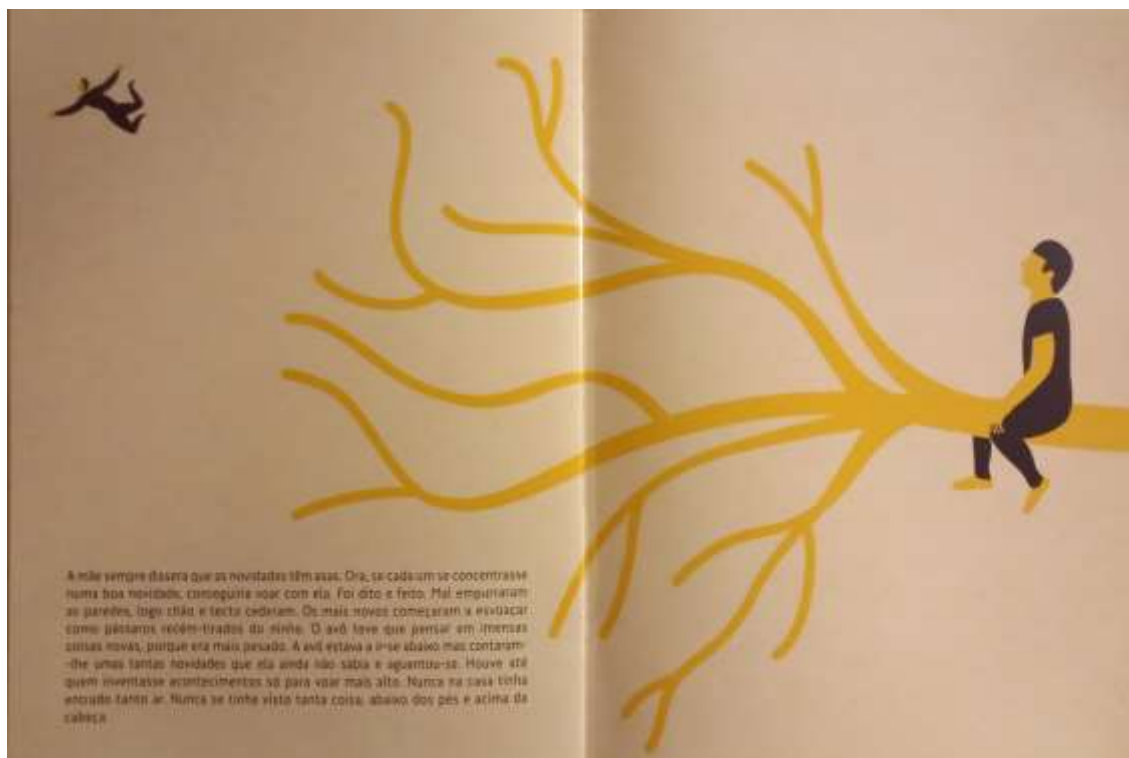 A mãe sempre dissera que as novidades têm asas. Ora, se cada um se concentrasse
numa boa novidade, conseguiria voar com ela. Foi dito e feito. Mal empurraram
as paredes, logo chão e tecto cederam. Os mais novos começaram a esvoaçar
como pássaros recém-tirados do ninho. O avô teve que pensar em imensas
coisas novas, porque era mais pesado. A avó estava a ir-se abaixo mas contaram-
-lhe umas tantas novidades que ela ainda não sabia e aguentou-se. Houve até
quem inventasse acontecimentos só para voar mais alto. Nunca na casa tinha
entrado tanto ar. Nunca se tinha visto tanta coisa: abaixo dos pés e acima da
cabeça.